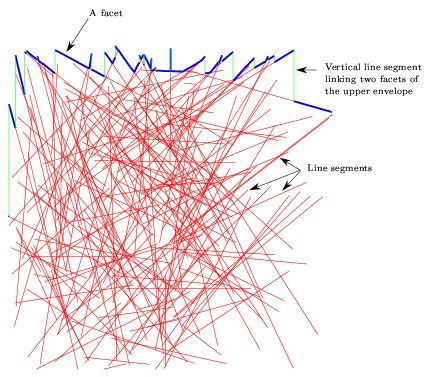 A facet
Vertical line segment
linking two facets of
the upper envelope
Line segments